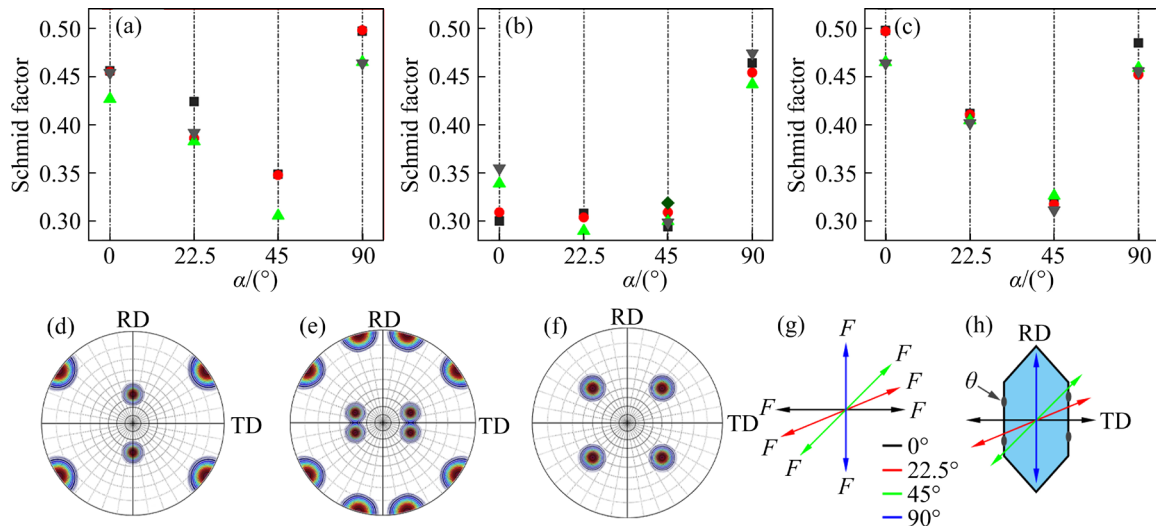 (a) (b) (c)
Schmid factor Schmid factor Schmid factor
0.50 0.50 0.50
0.45 0.45 0.45
0.40 0.40 0.40
0.35 0.35 0.35
0.30 0.30 0.30
0 22.5 45 90 0 22.5 45 90 0 22.5 45 90
α/(°) α/(°) α/(°)
(d) RD TD
(e) RD TD
(f) TD
(g) F F F F F F F F
0°
22.5°
45°
90°
(h) RD
θ
TD